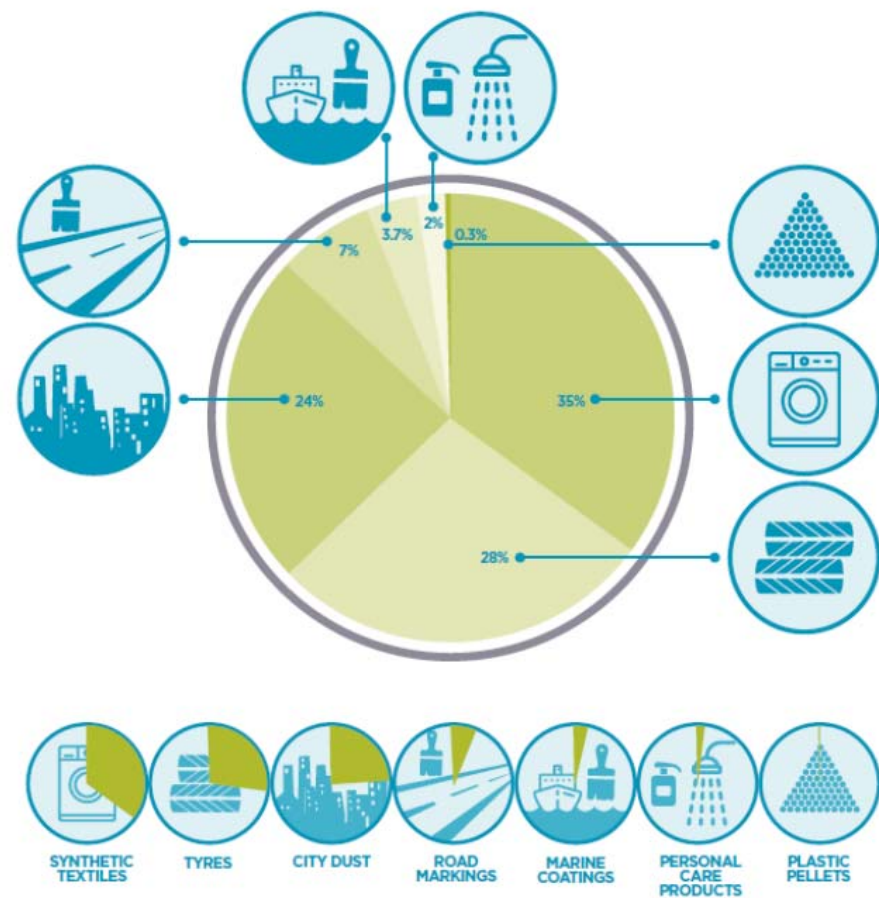 3.7%
2%
0.3%
7%
24%
35%
28%
SYNTHETIC
TEXTILES
TYRES
CITY DUST
ROAD
MARKINGS
MARINE
COATINGS
PERSONAL
CARE
PRODUCTS
PLASTIC
PELLETS